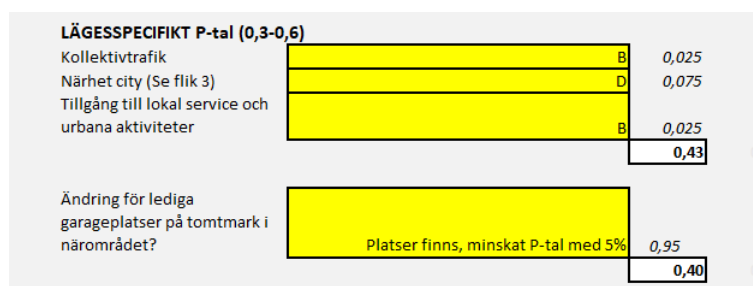 LÄGESSPECIFIKT P-tal (0,3-0,6)
Kollektivtrafik B 0,025
Närhet city (Se flik 3) D 0,075
Tillgång till lokal service och
urbana aktiviteter B 0,025
0,43
Ändring för lediga
garageplatser på tomtmark i
närområdet? Platser finns, minskat P-tal med 5% 0,95
0,40